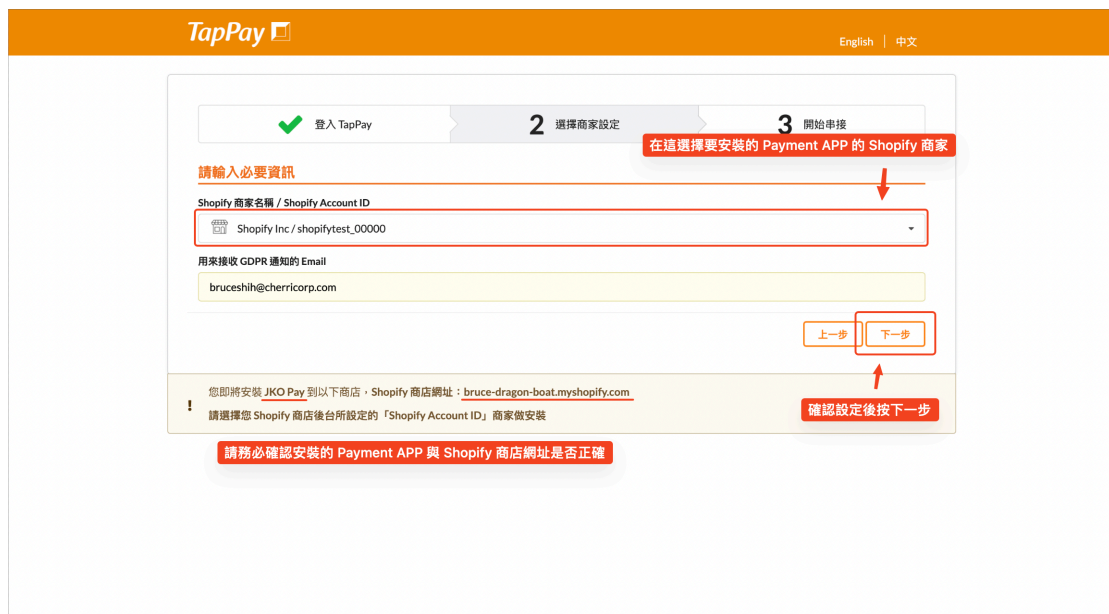 TapPay
English | 中文
登入 TapPay
2 選擇商家設定
3 開始串接
在這選擇要安裝的 Payment APP 的 Shopify 商家
請輸入必要資訊
Shopify 商家名稱 / Shopify Account ID
Shopify Inc / shopifytest_00000
用來接收 GDPR 通知的 Email
bruceshih@cherricorp.com
上一步 下一步
您即將安裝 JKO Pay 到以下商店，Shopify 商店網址：bruce-dragon-boat.myshopify.com
請選擇您 Shopify 商店後台所設定的「Shopify Account ID」商家做安裝
確認設定後按下一步
請務必確認安裝的 Payment APP 與 Shopify 商店網址是否正確